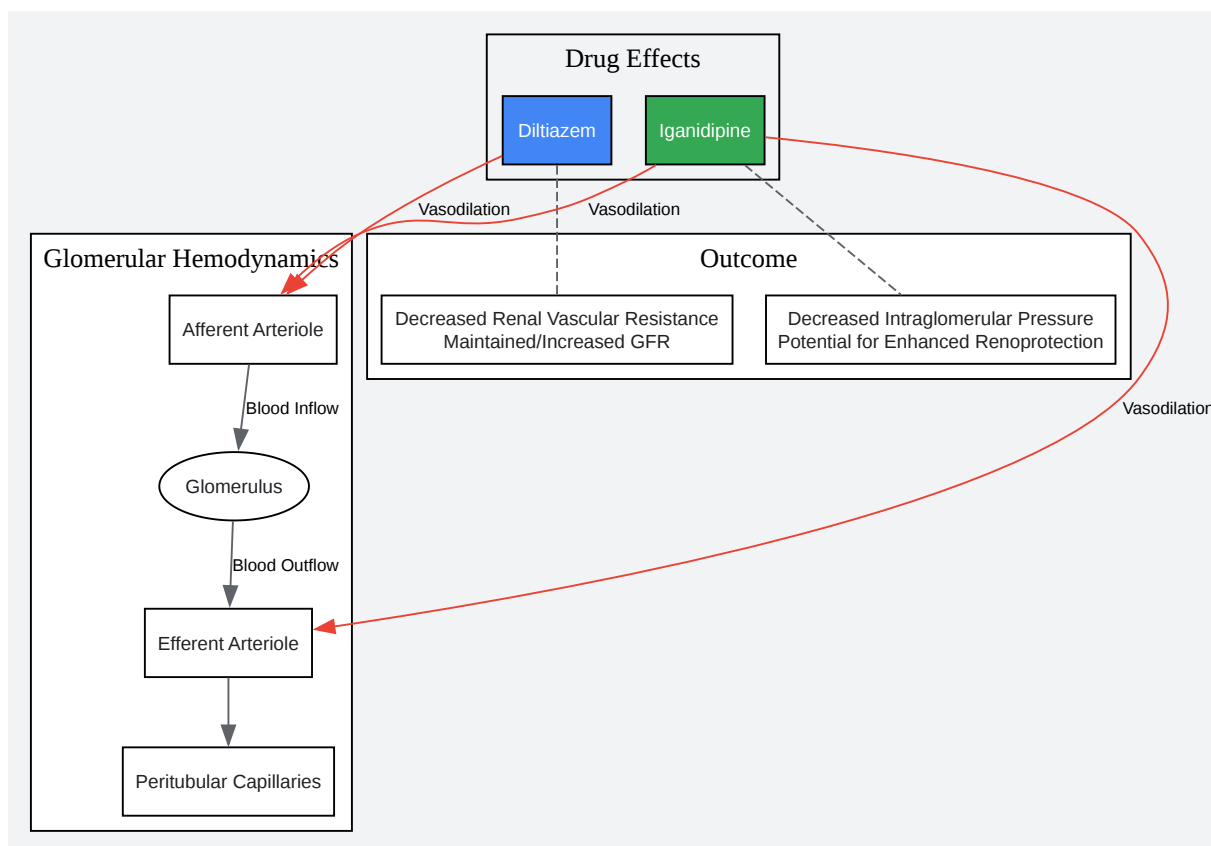 Drug Effects
Diltiazem
Iganidipine
Vasodilation
Vasodilation
Glomerular Hemodynamics
Outcome
Afferent Arteriole
Decreased Renal Vascular Resistance
Maintained/Increased GFR
Decreased Intraglomerular Pressure
Potential for Enhanced Renoprotection
Blood Inflow
Vasodilation
Glomerulus
Blood Outflow
Efferent Arteriole
Peritubular Capillaries